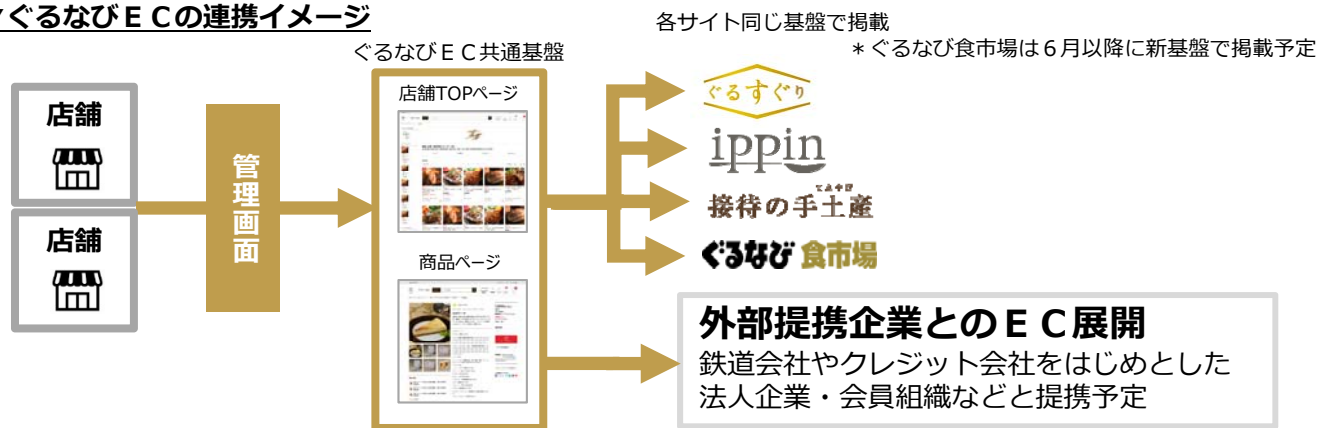 ぐるなびＥＣの連携イメージ
各サイト同じ基盤で掲載
＊ぐるなび食市場は６月以降に新基盤で掲載予定
ぐるなびＥＣ共通基盤
店舗
店舗
管理画面
店舗TOPページ
商品ページ
ぐるすぐり
ippin
てみやげ
接待の手土産
ぐるなび 食市場
外部提携企業とのＥＣ展開
鉄道会社やクレジット会社をはじめとした
法人企業・会員組織などと提携予定